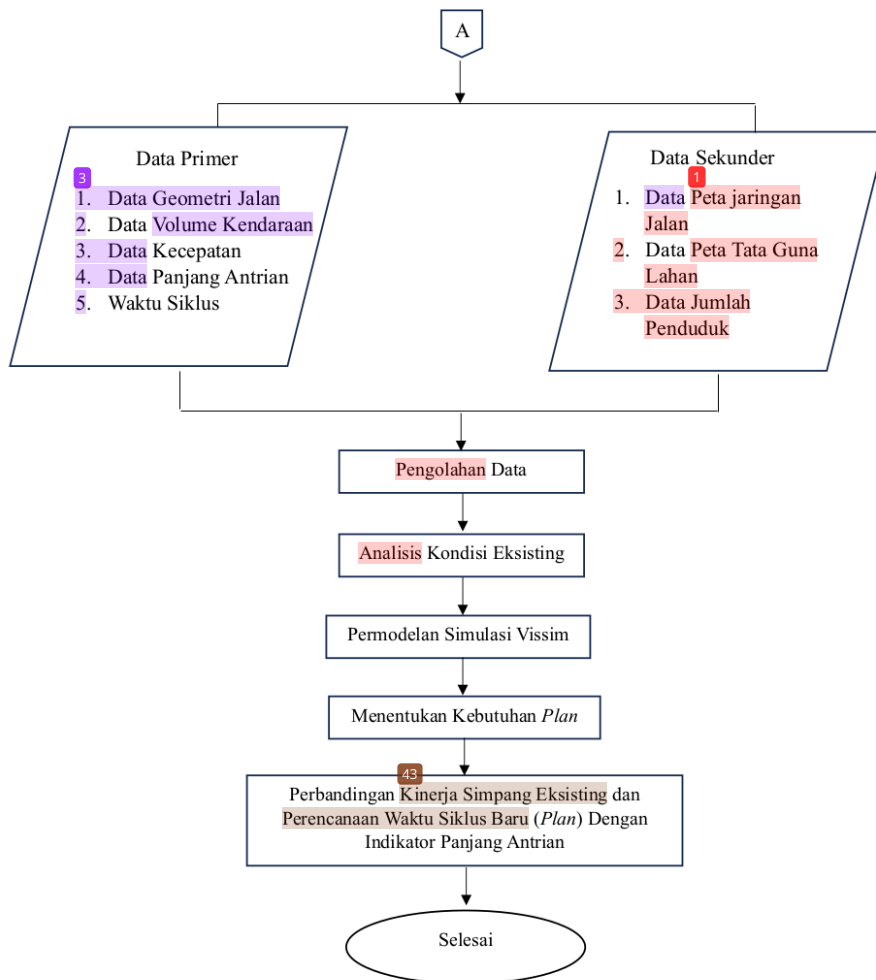 A
Data Primer
3
1. Data Geometri Jalan
2. Data Volume Kendaraan
3. Data Kecepatan
4. Data Panjang Antrian
5. Waktu Siklus
Data Sekunder
1
1. Data Peta jaringan
Jalan
2. Data Peta Tata Guna
Lahan
3. Data Jumlah
Penduduk
Pengolahan Data
Analisis Kondisi Eksisting
Permodelan Simulasi Vissim
Menentukan Kebutuhan Plan
43
Perbandingan Kinerja Simpang Eksisting dan
Perencanaan Waktu Siklus Baru (Plan) Dengan
Indikator Panjang Antrian
Selesai